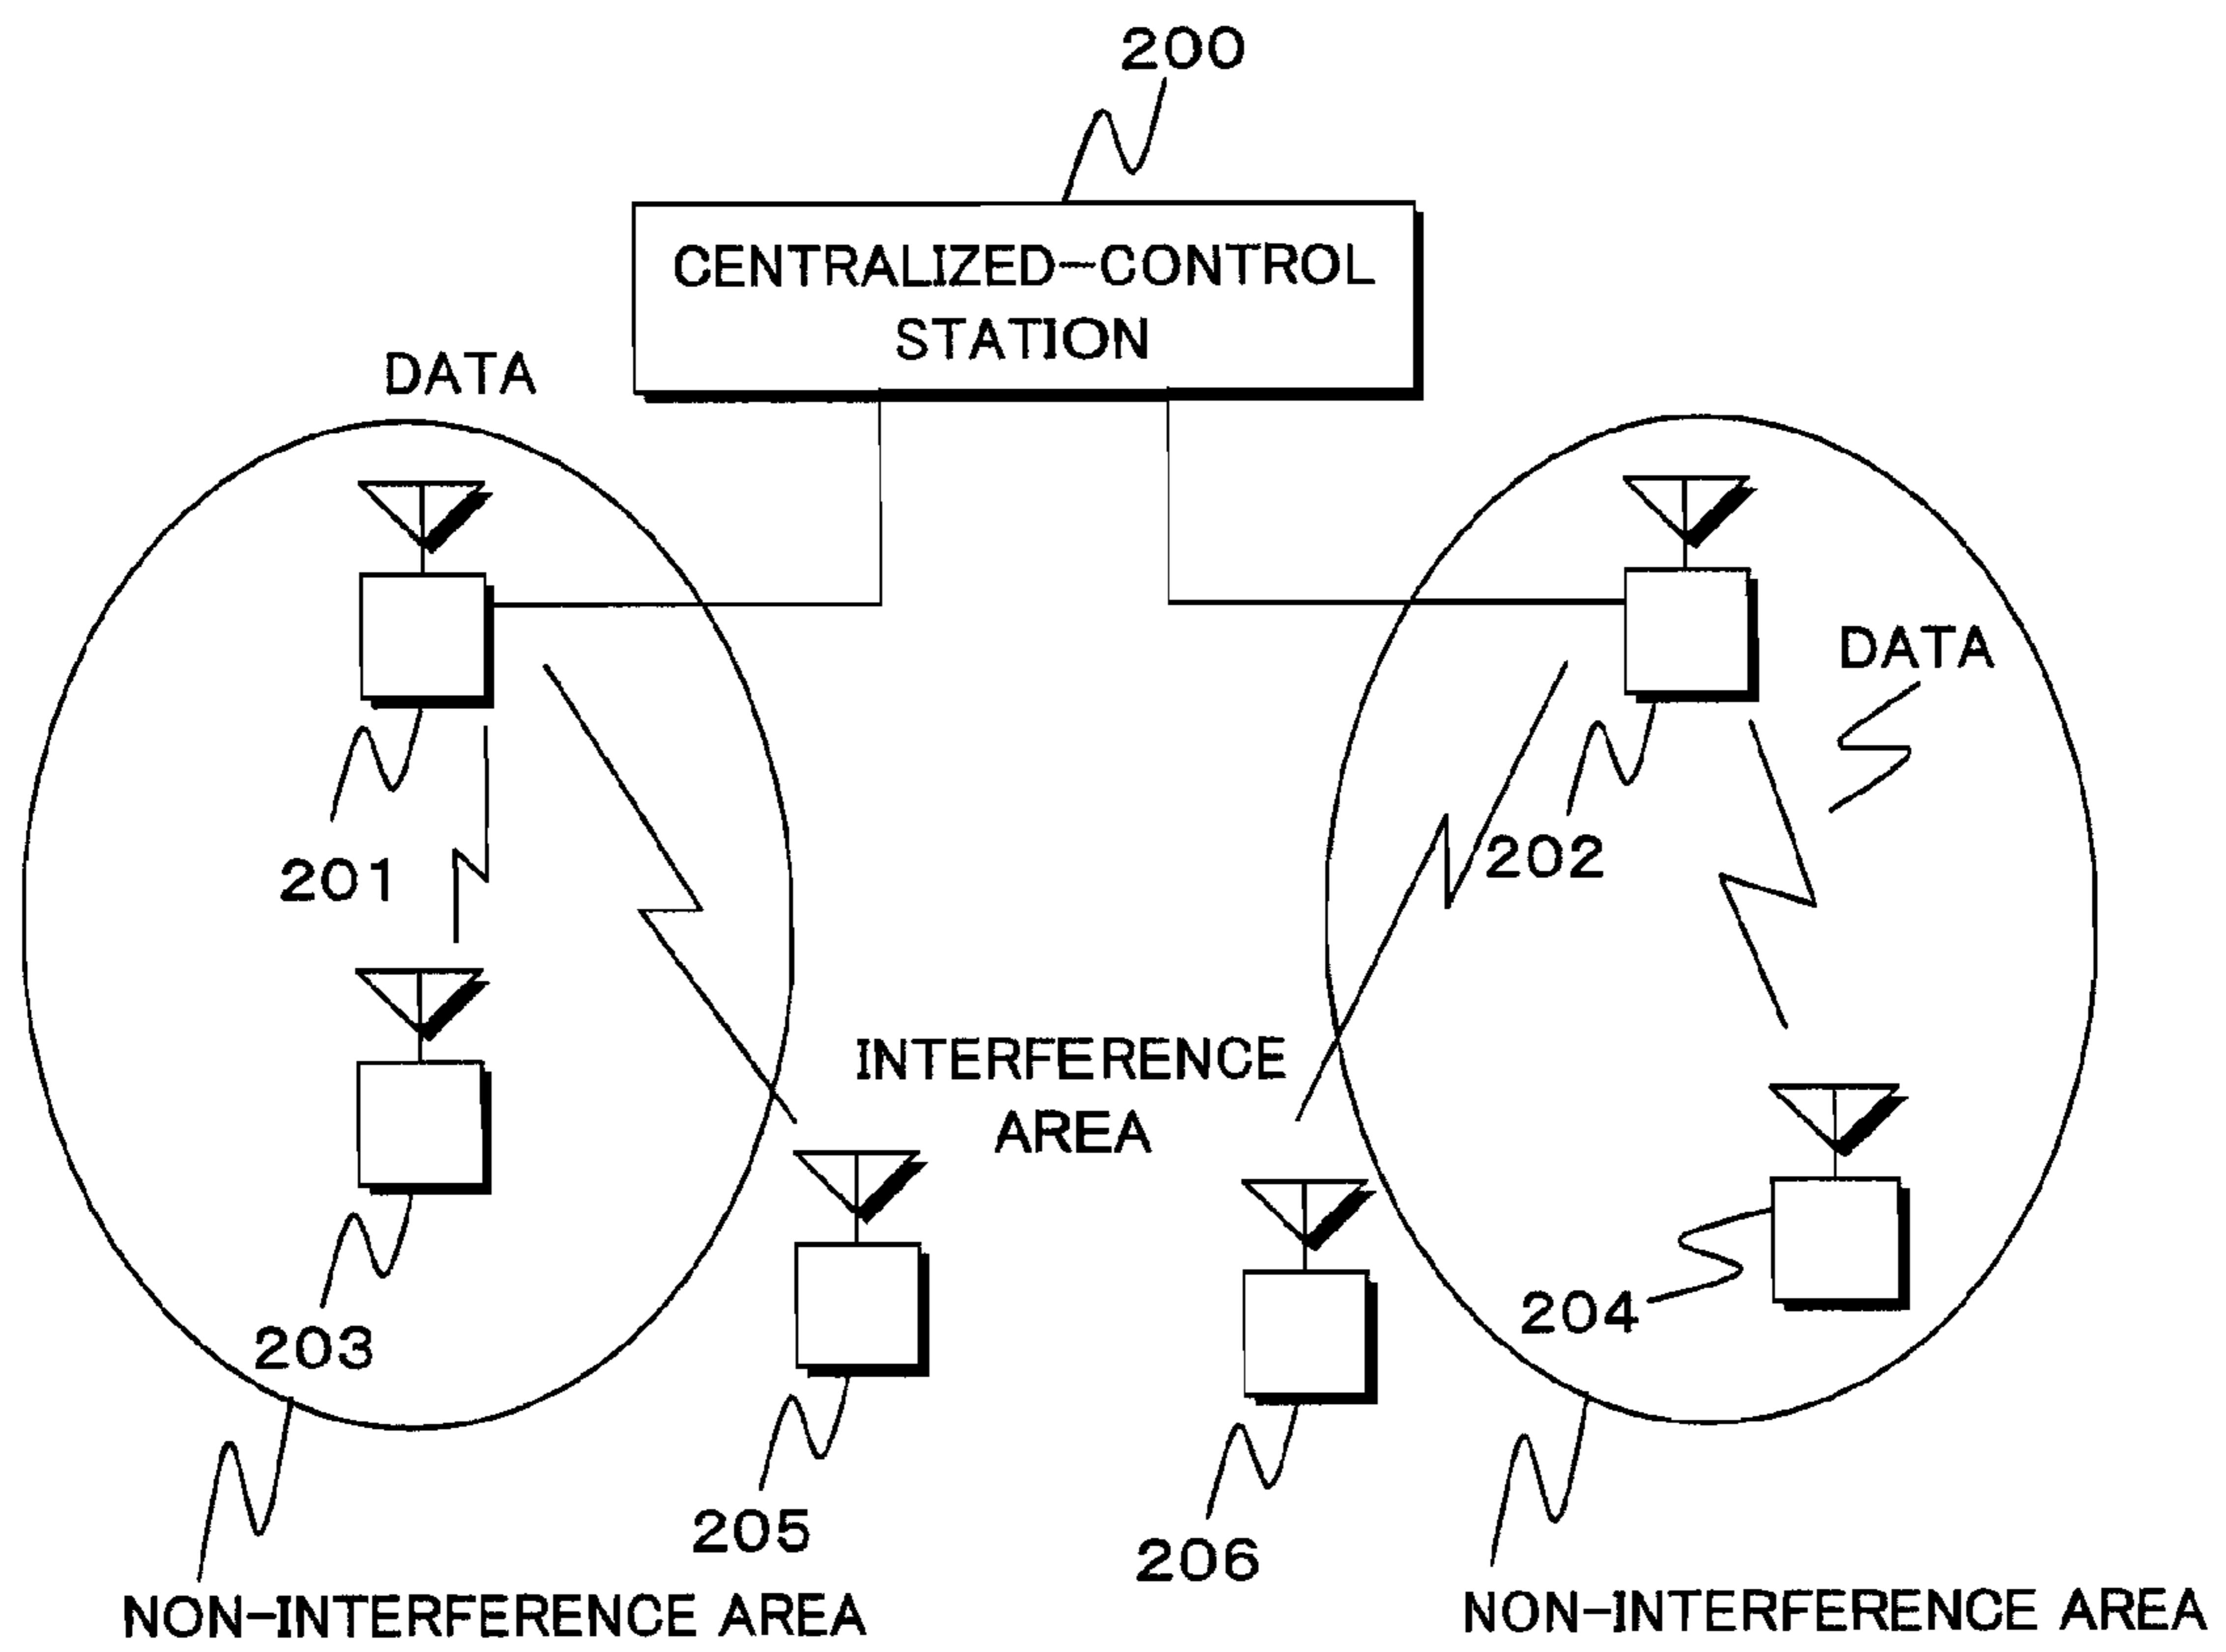 200
CENTRALIZED-CONTROL
STATION
DATA
DATA
201
202
INTERFERENCE
AREA
203
204
205
206
NON-INTERFERENCE AREA
NON-INTERFERENCE AREA